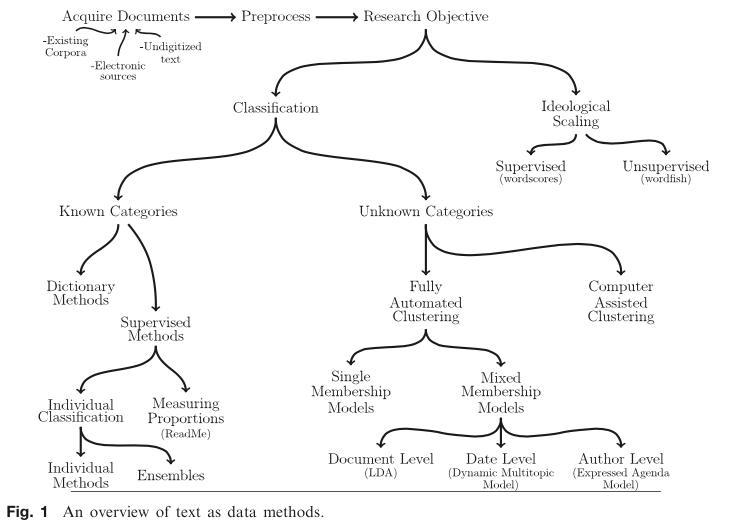 Acquire Documents
Preprocess
Research Objective
-Existing
Corpora
-Electronic
sources
-Undigitized
text
Classification
Ideological
Scaling
Supervised
(wordscores)
Unsupervised
(wordfish)
Known Categories
Unknown Categories
Dictionary
Methods
Supervised
Methods
Fully
Automated
Clustering
Computer
Assisted
Clustering
Individual
Classification
Measuring
Proportions
(ReadMe)
Single
Membership
Models
Mixed
Membership
Models
Individual
Methods
Ensembles
Document Level
(LDA)
Date Level
(Dynamic Multitopic
Model)
Author Level
(Expressed Agenda
Model)
Fig. 1 An overview of text as data methods.